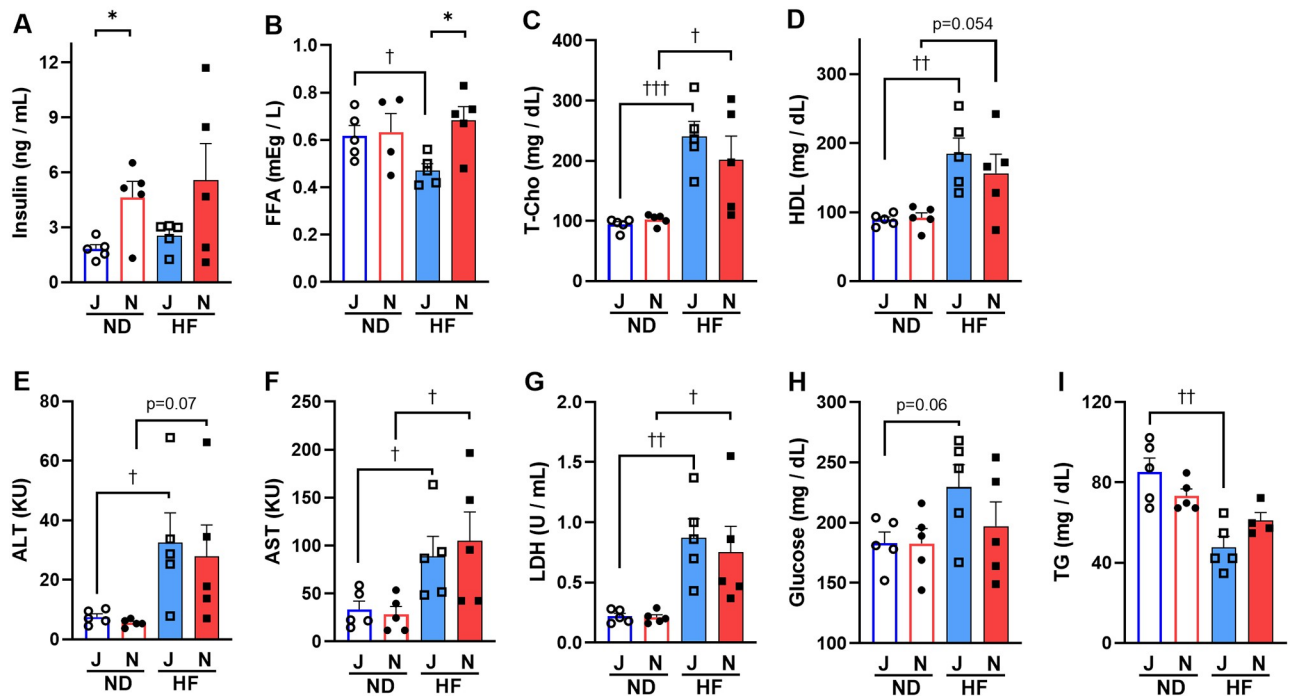 A
Insulin (ng / mL)
12
9
6
3
0
*
J N J N
ND HF
B
FFA (mEg / L)
1.0
0.8
0.6
0.4
0.2
0.0
†
*
J N J N
ND HF
C
T-Cho (mg / dL)
400
300
200
100
0
†
†††
J N J N
ND HF
D
HDL (mg / dL)
300
200
100
0
p=0.054
††
J N J N
ND HF
E
ALT (KU)
80
60
40
20
0
p=0.07
†
J N J N
ND HF
F
AST (KU)
250
200
150
100
50
0
†
†
J N J N
ND HF
G
LDH (U / mL)
2.0
1.5
1.0
0.5
0.0
†
††
J N J N
ND HF
H
Glucose (mg / dL)
300
250
200
150
100
p=0.06
J N J N
ND HF
I
TG (mg / dL)
120
80
40
0
††
J N J N
ND HF